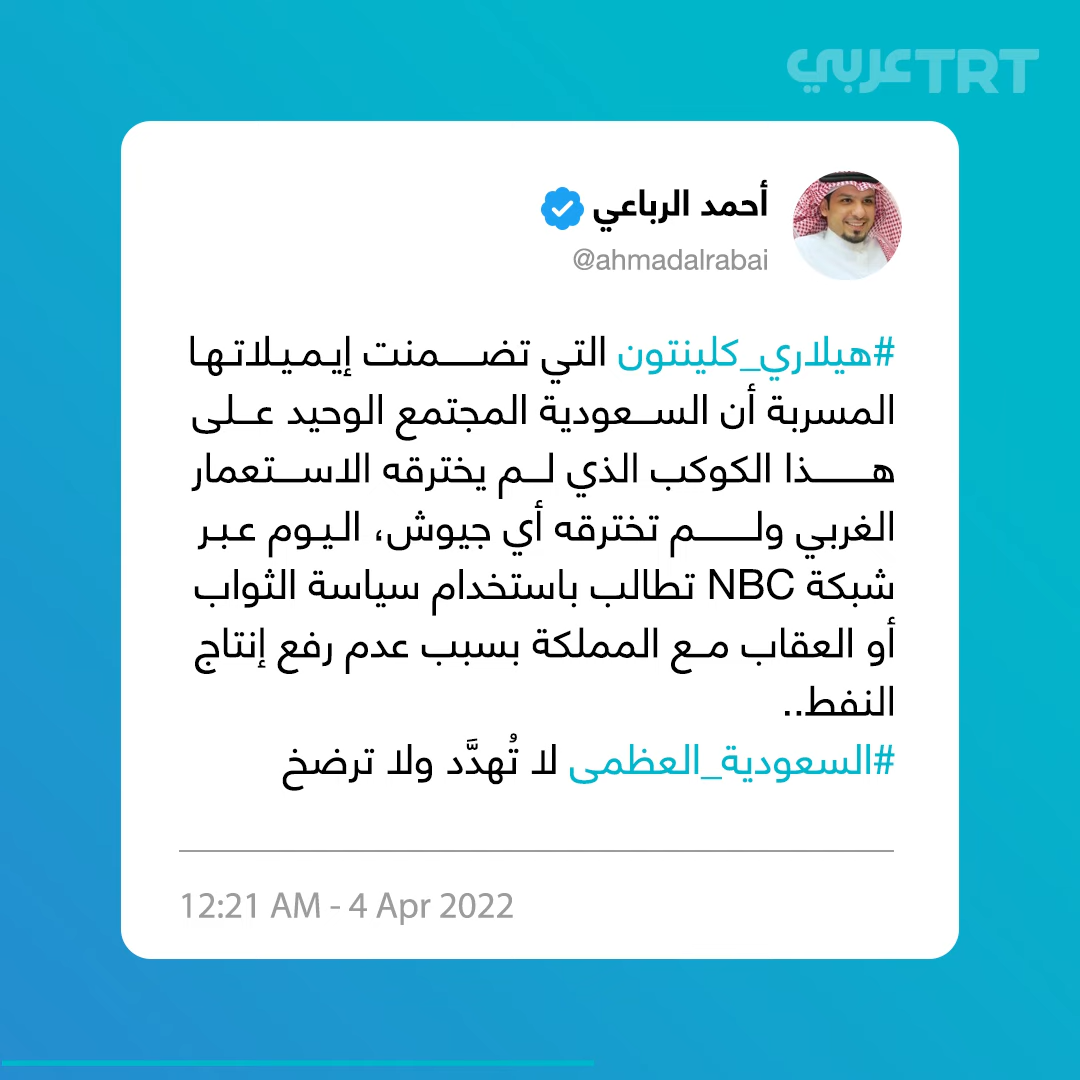 TRT عربي
أحمد الرباعي
@ahmadalrabai
#هيلاري_كلينتون التي تضمنت إيميلاتها
المسربة أن السعودية المجتمع الوحيد على
هذا الكوكب الذي لم يخترقه الاستعمار
الغربي ولم تخترقه أي جيوش، اليوم عبر
شبكة NBC تطالب باستخدام سياسة الثواب
أو العقاب مع المملكة بسبب عدم رفع إنتاج
النفط..
#السعودية_العظمى لا تُهدَّد ولا ترضخ
12:21 AM - 4 Apr 2022